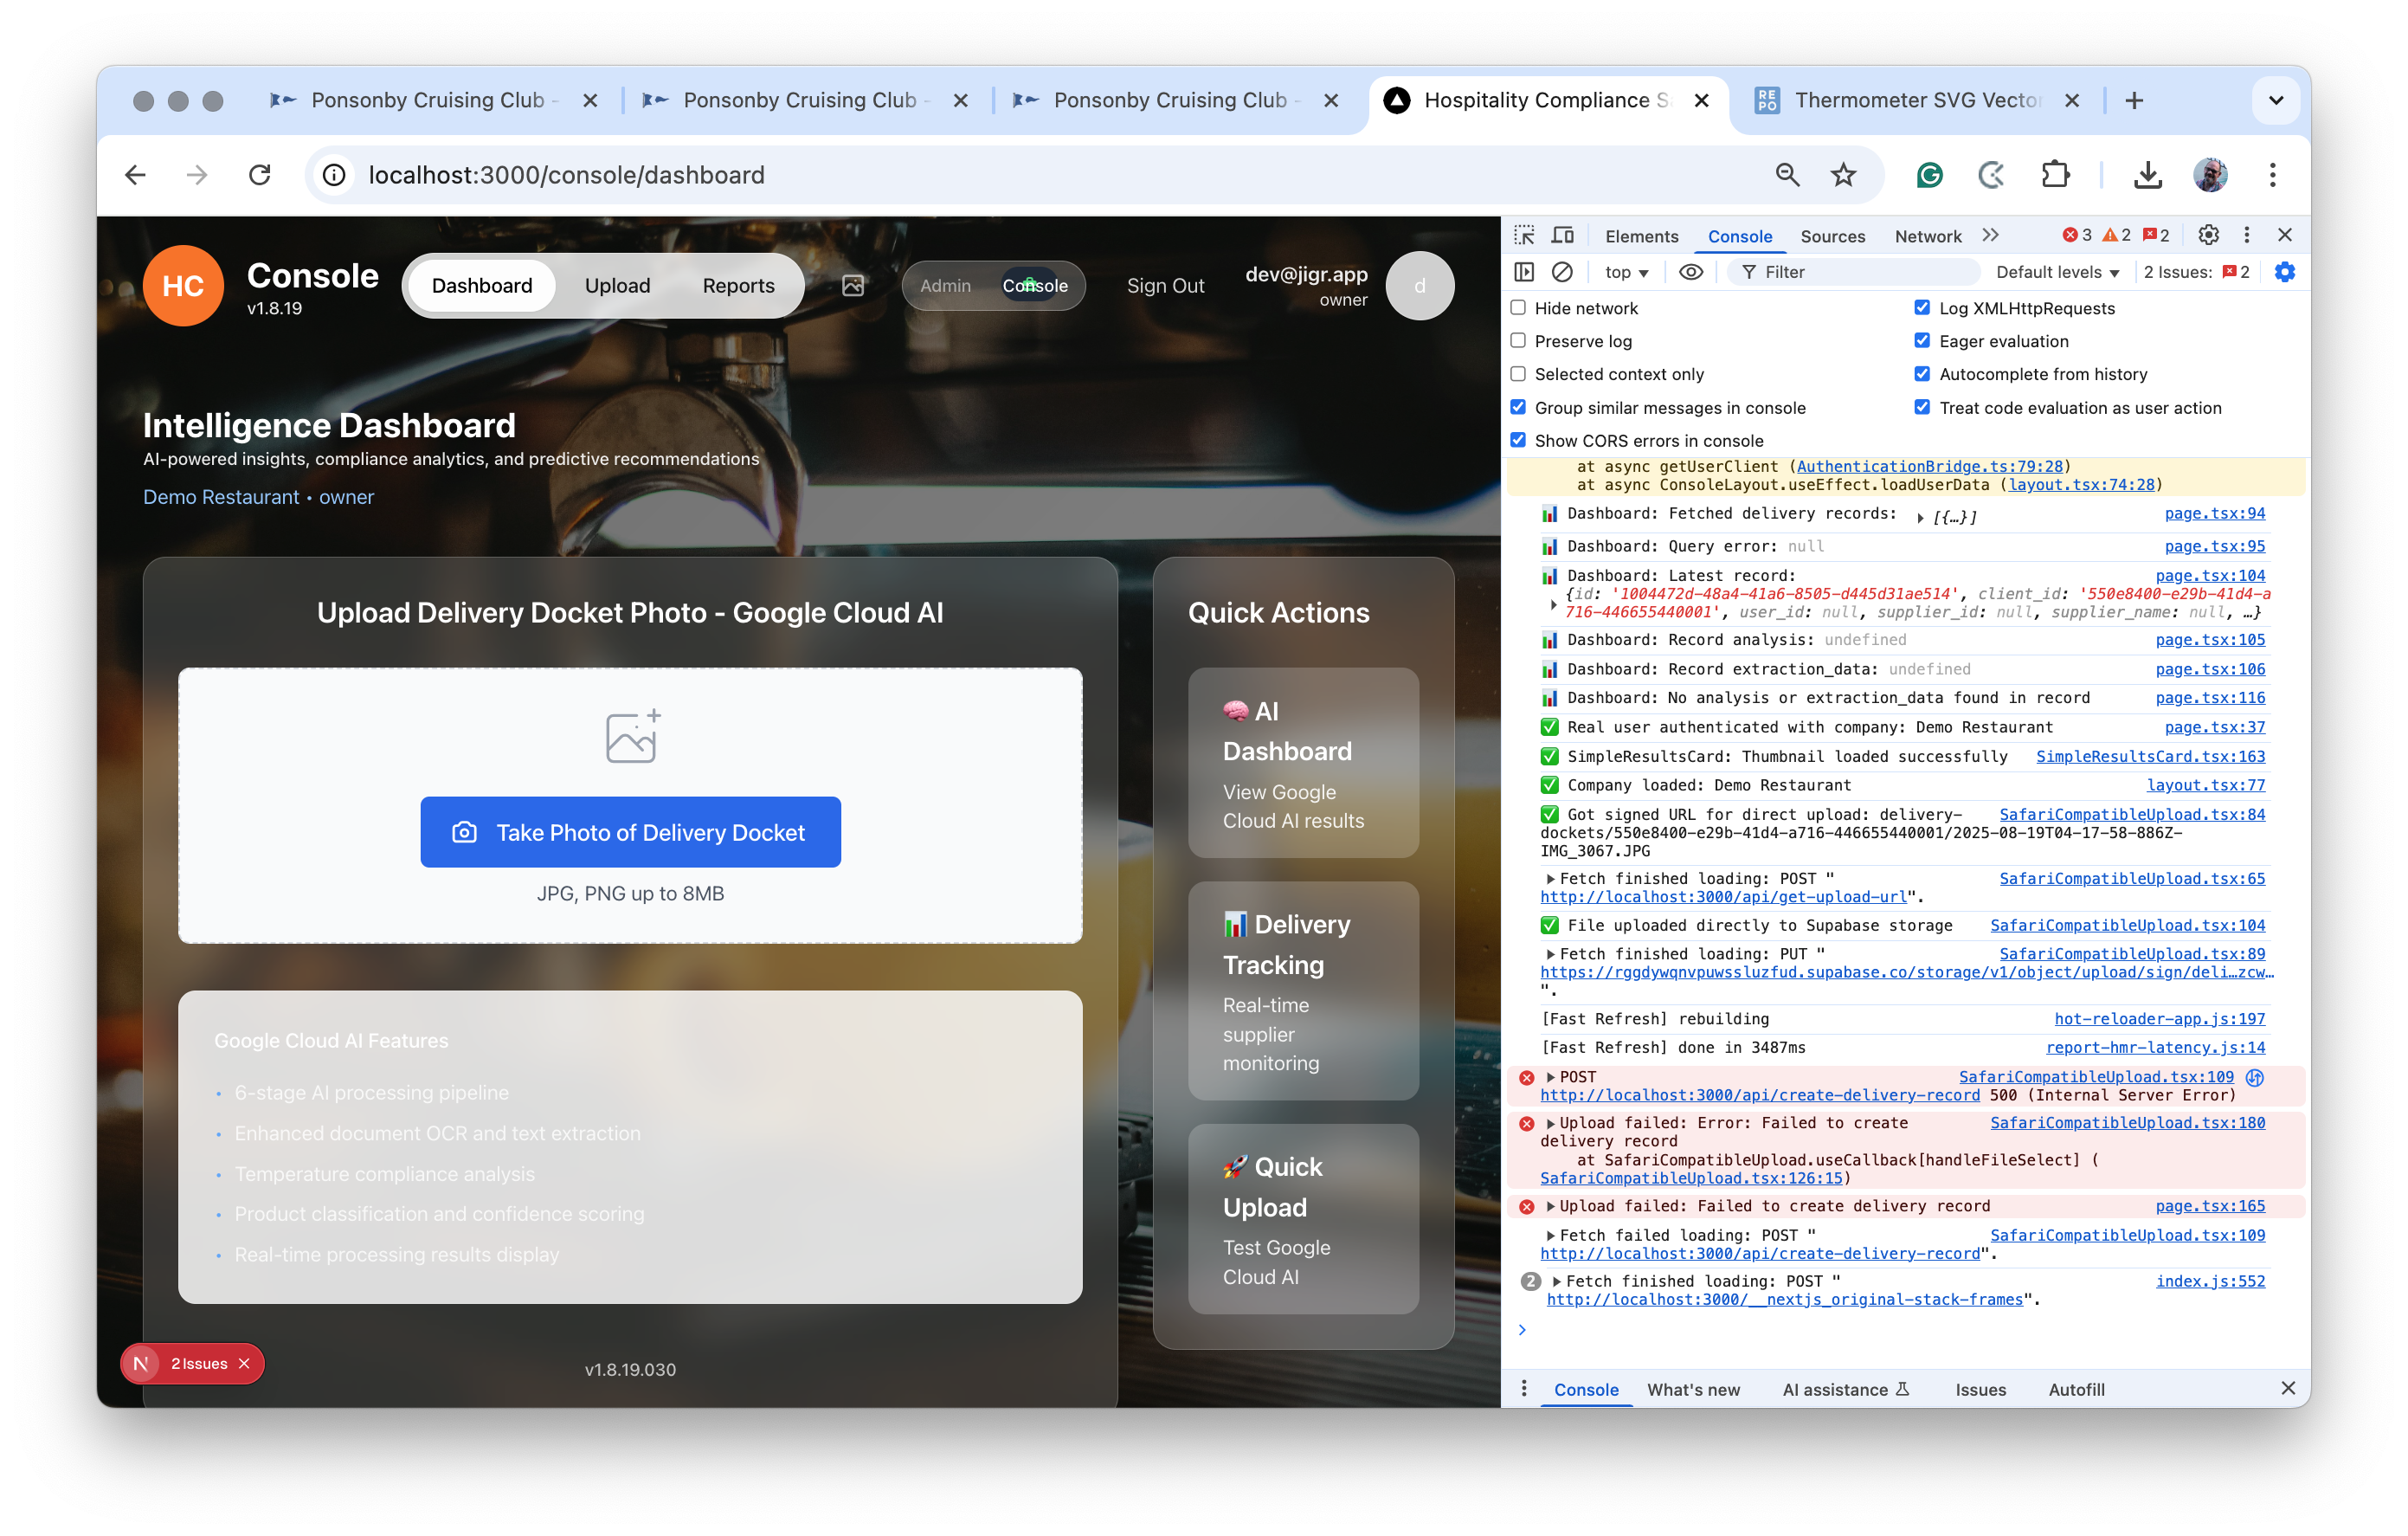 Ponsonby Cruising Club -
Ponsonby Cruising Club -
Ponsonby Cruising Club -
Hospitality Compliance S
REPO
Thermometer SVG Vector
localhost:3000/console/dashboard
HC
Console
v1.8.19
Dashboard
Upload
Reports
Admin
Console
Sign Out
dev@jigr.app
owner
d
Intelligence Dashboard
AI-powered insights, compliance analytics, and predictive recommendations
Demo Restaurant • owner
Upload Delivery Docket Photo - Google Cloud AI
Take Photo of Delivery Docket
JPG, PNG up to 8MB
Google Cloud AI Features
• 6-stage AI processing pipeline
• Enhanced document OCR and text extraction
• Temperature compliance analysis
• Product classification and confidence scoring
• Real-time processing results display
v1.8.19.030
N 2 Issues
Quick Actions
🧠 AI
Dashboard
View Google
Cloud AI results
📊 Delivery
Tracking
Real-time
supplier
monitoring
🚀 Quick
Upload
Test Google
Cloud AI
Elements
Console
Sources
Network
3
2
2
top
Filter
Default levels
2 Issues: 2
Hide network
Log XMLHttpRequests
Preserve log
Eager evaluation
Selected context only
Autocomplete from history
Group similar messages in console
Treat code evaluation as user action
Show CORS errors in console
at async getUserClient (AuthenticationBridge.ts:79:28)
at async ConsoleLayout.useEffect.loadUserData (layout.tsx:74:28)
📊 Dashboard: Fetched delivery records: ▶ [{…}] page.tsx:94
📊 Dashboard: Query error: null page.tsx:95
📊 Dashboard: Latest record: page.tsx:104
{id: '1004472d-48a4-41a6-8505-d445d31ae514', client_id: '550e8400-e29b-41d4-a
716-446655440001', user_id: null, supplier_id: null, supplier_name: null, …}
📊 Dashboard: Record analysis: undefined page.tsx:105
📊 Dashboard: Record extraction_data: undefined page.tsx:106
📊 Dashboard: No analysis or extraction_data found in record page.tsx:116
✅ Real user authenticated with company: Demo Restaurant page.tsx:37
✅ SimpleResultsCard: Thumbnail loaded successfully SimpleResultsCard.tsx:163
✅ Company loaded: Demo Restaurant layout.tsx:77
✅ Got signed URL for direct upload: delivery- SafariCompatibleUpload.tsx:84
dockets/550e8400-e29b-41d4-a716-446655440001/2025-08-19T04-17-58-886Z-
IMG_3067.JPG
▶Fetch finished loading: POST " SafariCompatibleUpload.tsx:65
http://localhost:3000/api/get-upload-url".
✅ File uploaded directly to Supabase storage SafariCompatibleUpload.tsx:104
▶Fetch finished loading: PUT " SafariCompatibleUpload.tsx:89
https://rggdywqnvpuwssluzfud.supabase.co/storage/v1/object/upload/sign/deli…zcw…
".
[Fast Refresh] rebuilding hot-reloader-app.js:197
[Fast Refresh] done in 3487ms report-hmr-latency.js:14
▶POST SafariCompatibleUpload.tsx:109
http://localhost:3000/api/create-delivery-record 500 (Internal Server Error)
▶Upload failed: Error: Failed to create SafariCompatibleUpload.tsx:180
delivery record
at SafariCompatibleUpload.useCallback[handleFileSelect] (
SafariCompatibleUpload.tsx:126:15)
▶Upload failed: Failed to create delivery record page.tsx:165
▶Fetch failed loading: POST " SafariCompatibleUpload.tsx:109
http://localhost:3000/api/create-delivery-record".
2 ▶Fetch finished loading: POST " index.js:552
http://localhost:3000/__nextjs_original-stack-frames".
Console
What's new
AI assistance
Issues
Autofill